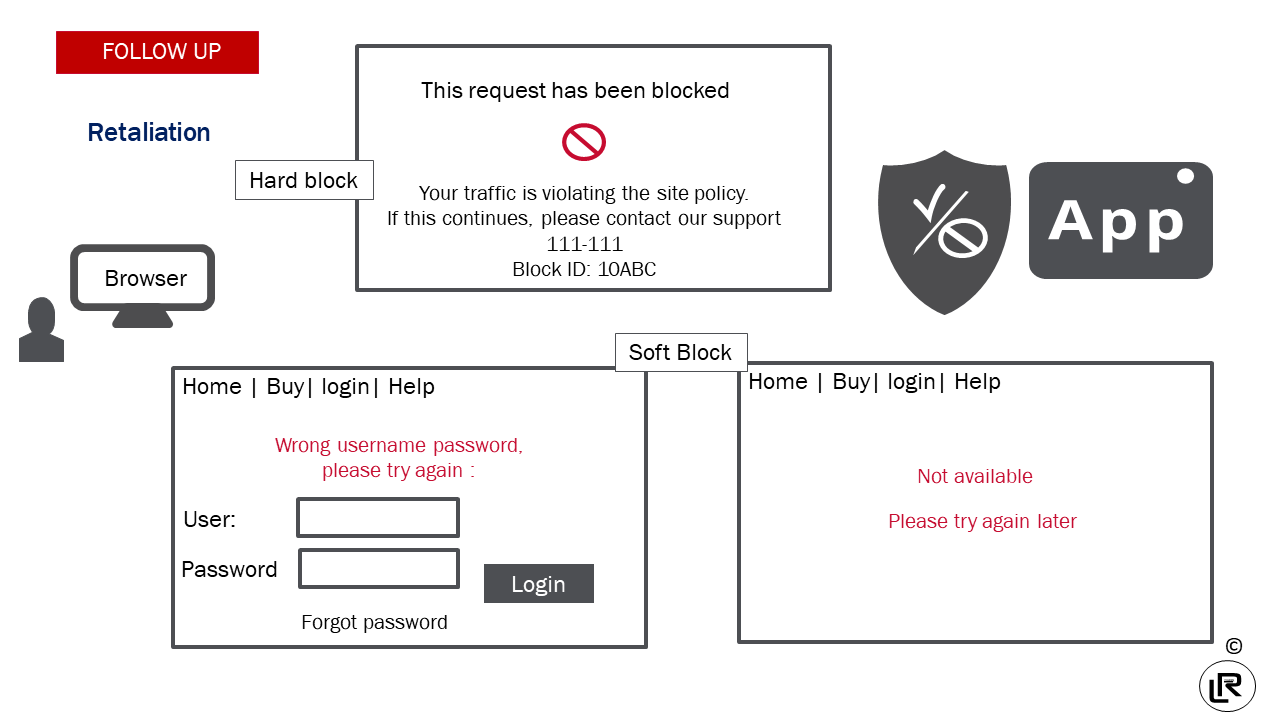 FOLLOW UP
Retaliation
This request has been blocked
Hard block
Your traffic is violating the site policy.
If this continues, please contact our support
111-111
Block ID: 10ABC
App
Browser
Soft Block
Home | Buy| login| Help
Wrong username password,
please try again :
User:
Password
Login
Forgot password
Home | Buy| login| Help
Not available
Please try again later
©
LR